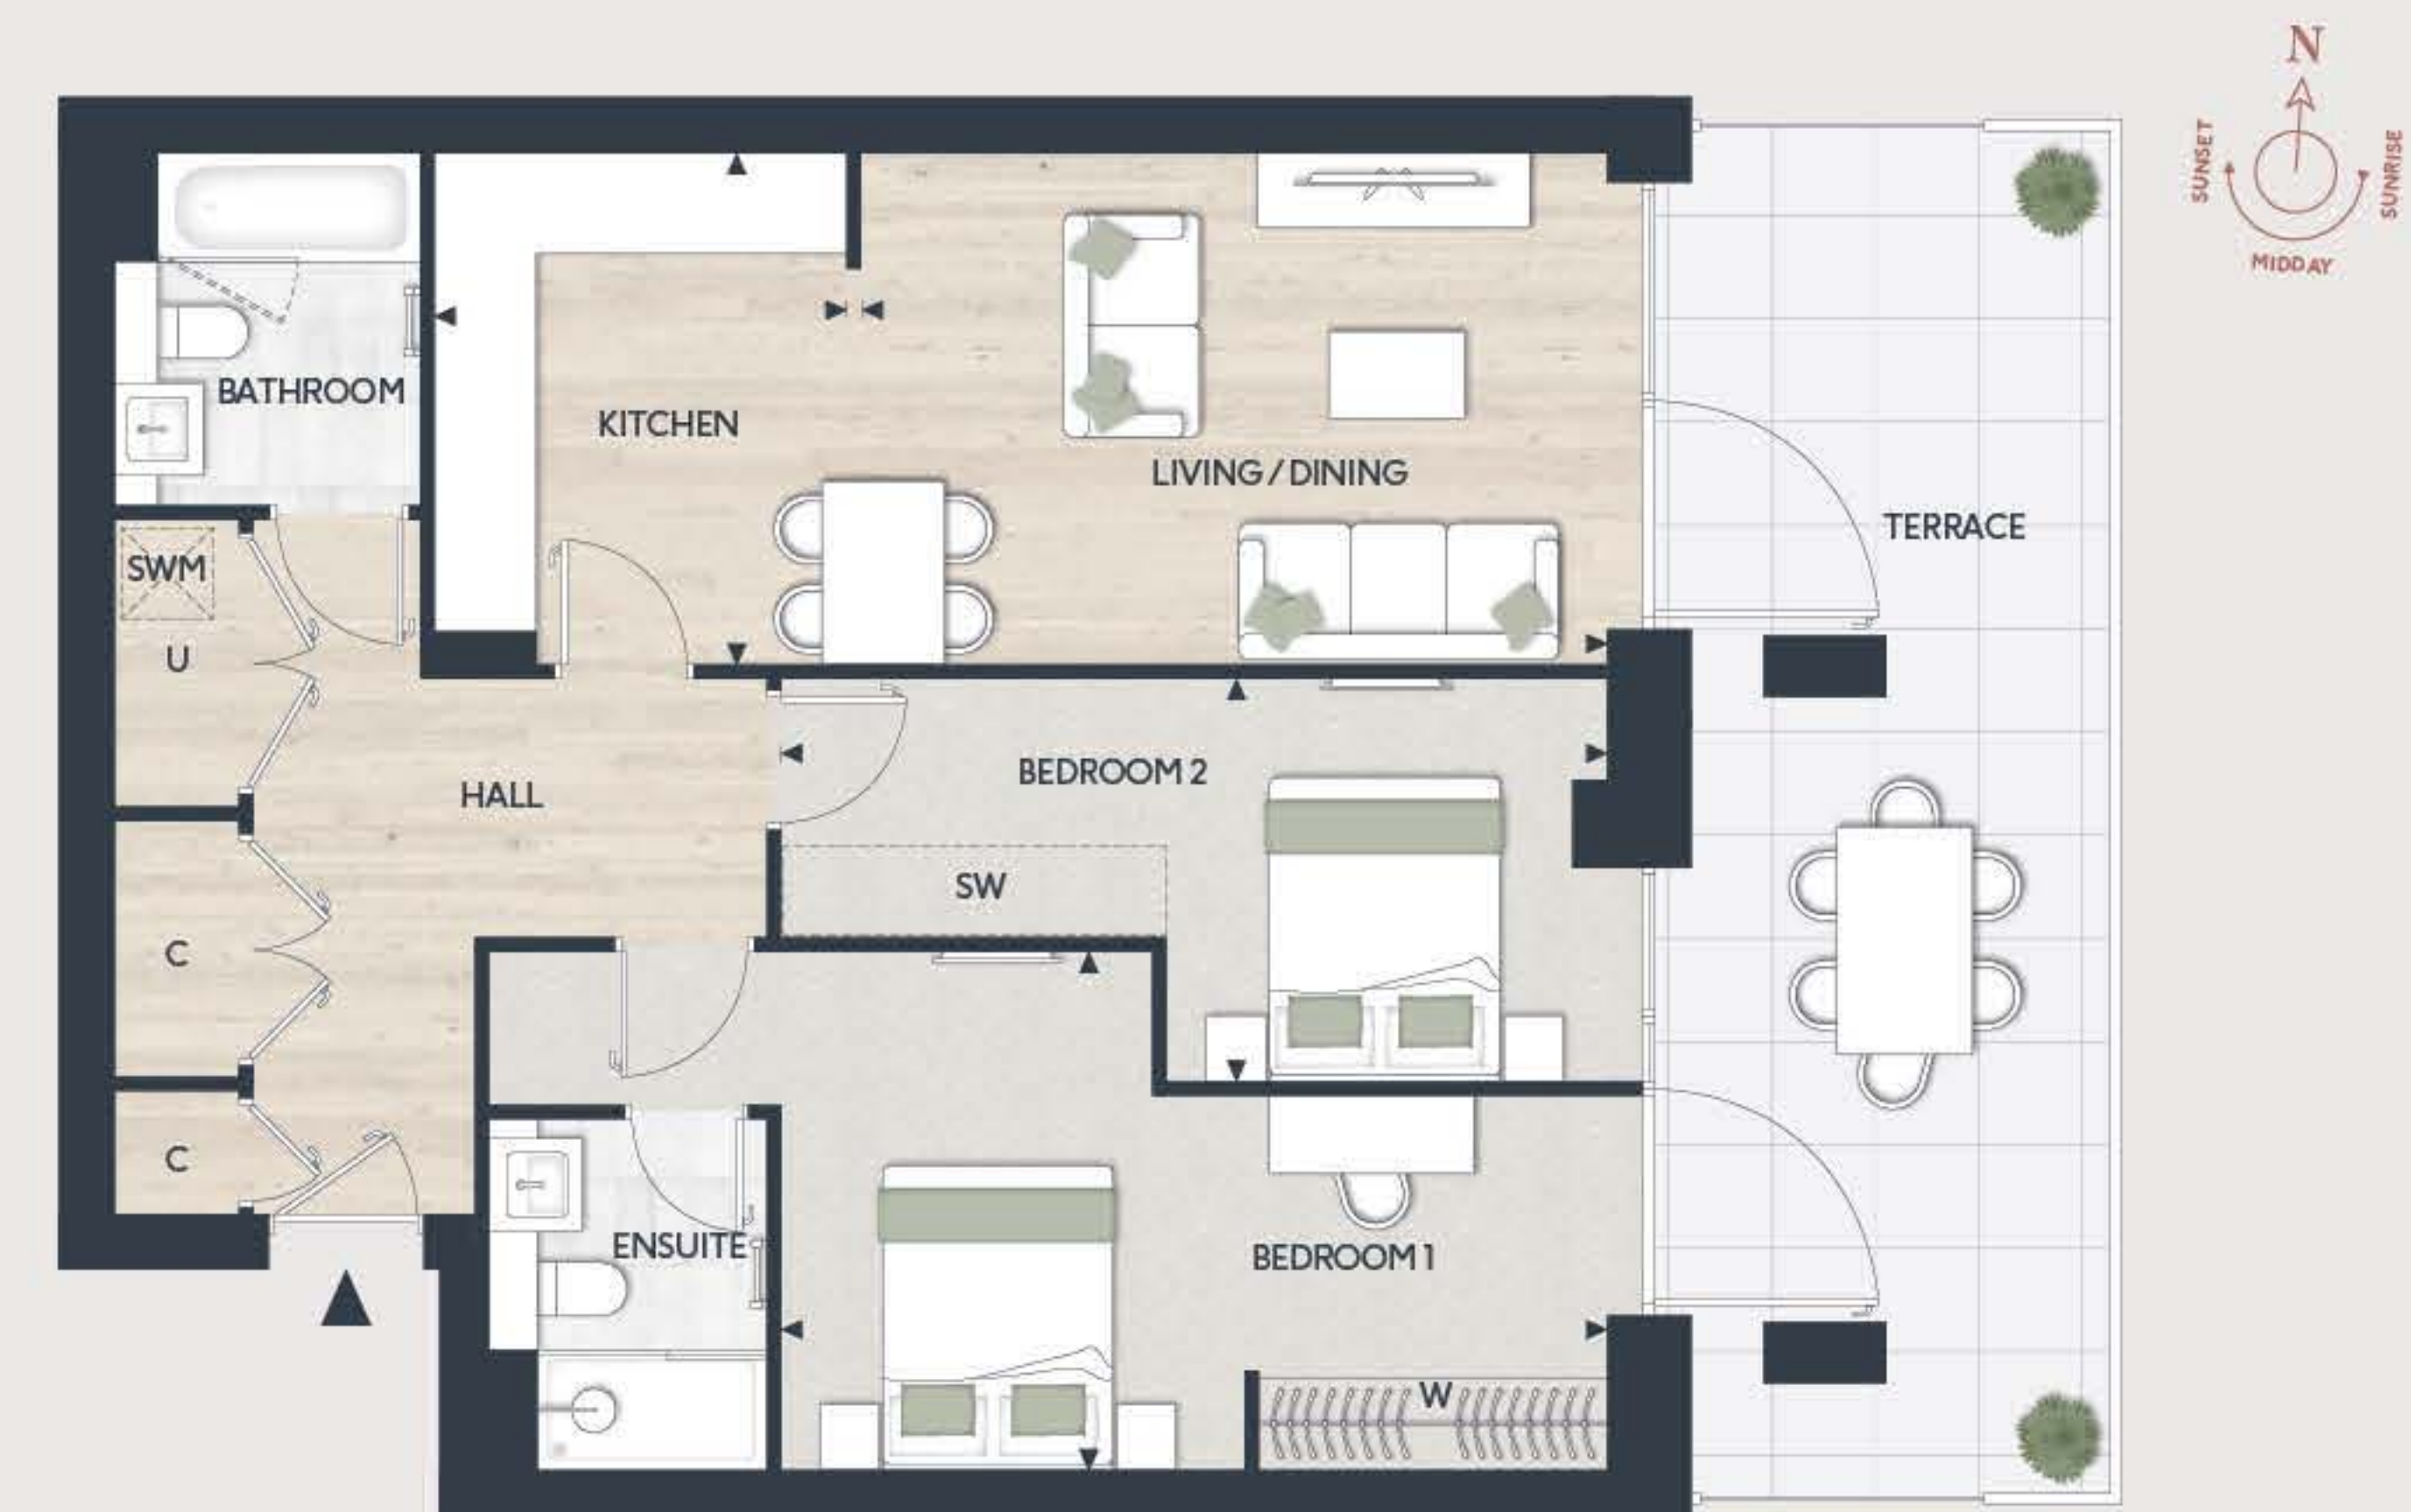 N
SUNSET
SUNRISE
MIDDAY
BATHROOM
KITCHEN
LIVING / DINING
TERRACE
SWM
U
HALL
BEDROOM 2
SW
C
C
ENSUITE
BEDROOM 1
W